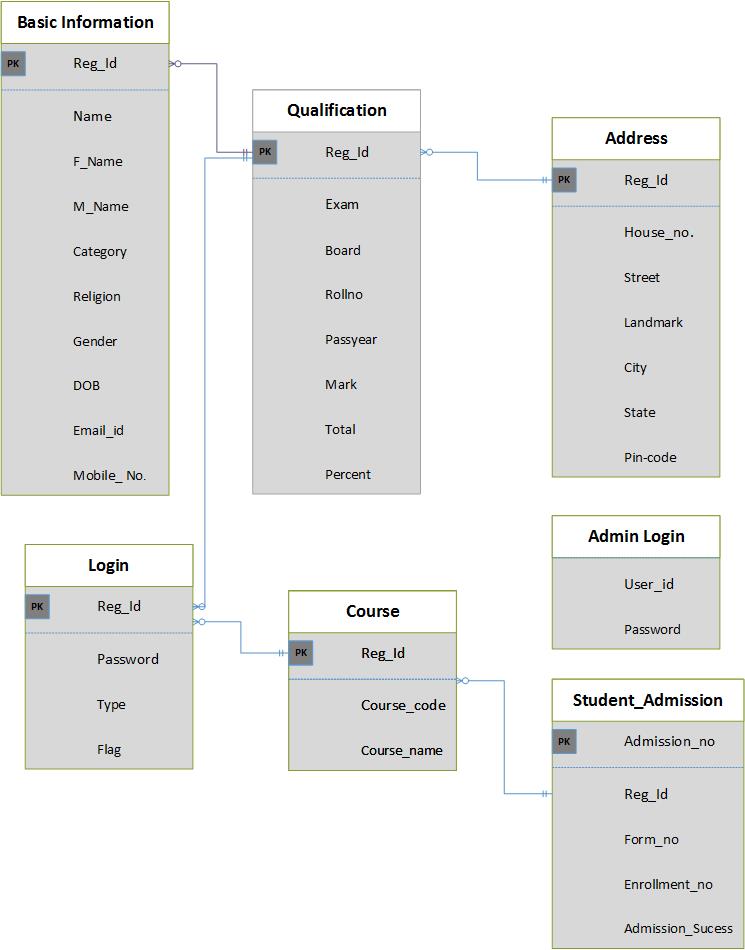 Basic Information
PK
Reg_Id
Name
F_Name
M_Name
Category
Religion
Gender
DOB
Email_id
Mobile_ No.
Qualification
PK
Reg_Id
Exam
Board
Rollno
Passyear
Mark
Total
Percent
Address
PK
Reg_Id
House_no.
Street
Landmark
City
State
Pin-code
Login
PK
Reg_Id
Password
Type
Flag
Course
PK
Reg_Id
Course_code
Course_name
Admin Login
User_id
Password
Student_Admission
PK
Admission_no
Reg_Id
Form_no
Enrollment_no
Admission_Sucess